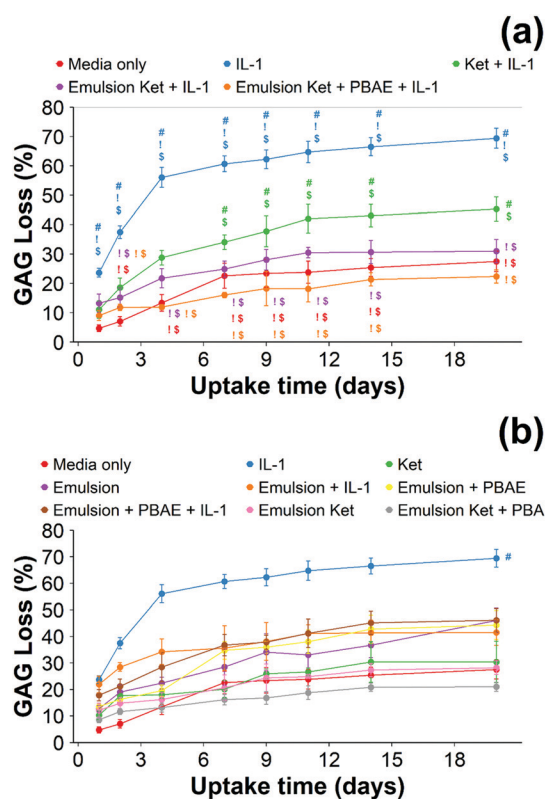 (a)
Media only IL-1 Ket + IL-1
Emulsion Ket + IL-1 Emulsion Ket + PBAE + IL-1
GAG Loss (%)
80
70
60
50
40
30
20
10
0
# # # # # # # #
! ! ! ! ! ! ! !
$ $ $ $ $ $ $ $
# # # # #
$ $ $ $ $
! $ ! $ ! $
! $ ! $
! $
! $ ! $ ! $ ! $ ! $
! $ ! $ ! $ ! $ ! $ ! $
! $ ! $ ! $ ! $
0 3 6 9 12 15 18
Uptake time (days)
(b)
Media only IL-1 Ket
Emulsion Emulsion + IL-1 Emulsion + PBAE
Emulsion + PBAE + IL-1 Emulsion Ket Emulsion Ket + PBA
GAG Loss (%)
80
70
60
50
40
30
20
10
0
#
0 3 6 9 12 15 18
Uptake time (days)